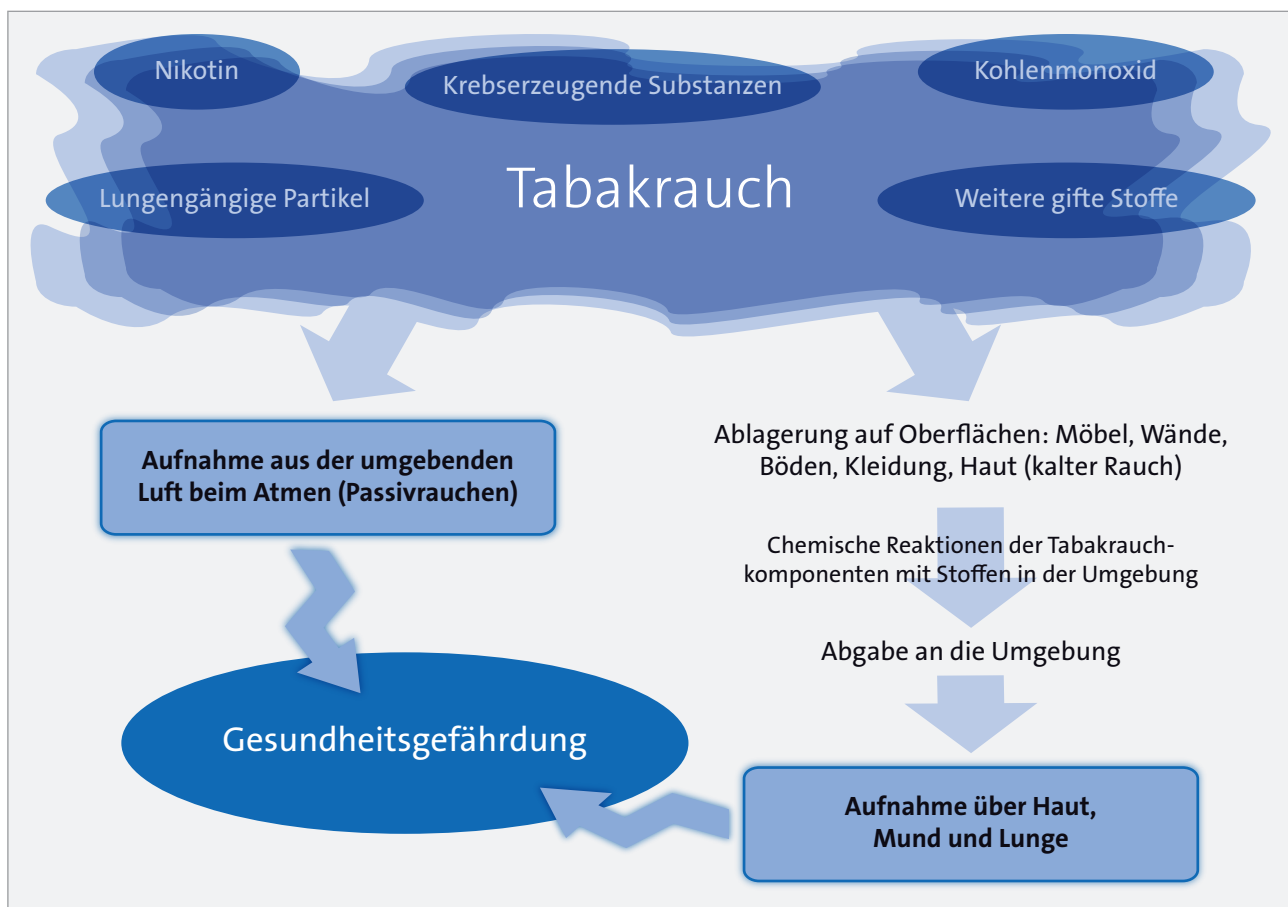 Nikotin
Krebserzeugende Substanzen
Kohlenmonoxid
Lungengängige Partikel
Tabakrauch
Weitere gifte Stoffe
Aufnahme aus der umgebenden
Luft beim Atmen (Passivrauchen)
Ablagerung auf Oberflächen: Möbel, Wände,
Böden, Kleidung, Haut (kalter Rauch)
Chemische Reaktionen der Tabakrauch-
komponenten mit Stoffen in der Umgebung
Abgabe an die Umgebung
Gesundheitsgefährdung
Aufnahme über Haut,
Mund und Lunge